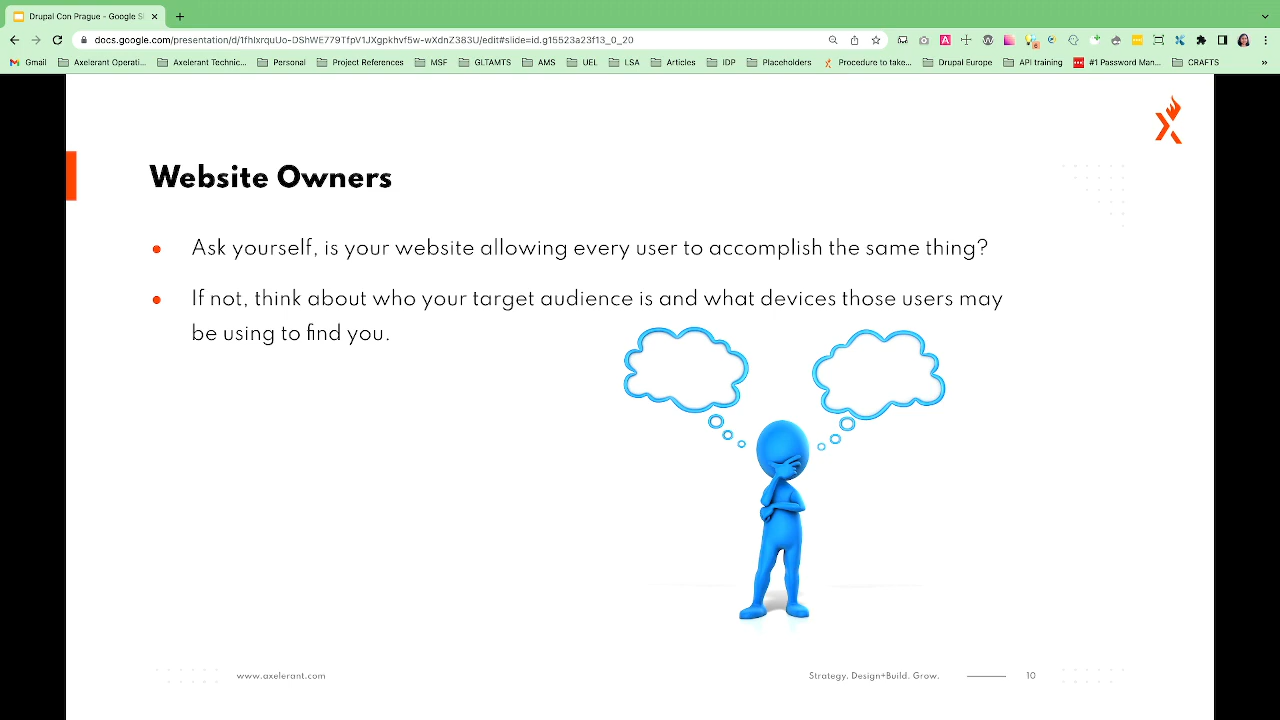 Drupal Con Prague - Google Sl
docs.google.com/presentation/d/1fhIxrquUo-DShWE779TfpV1JXgpkhvf5w-wXdnZ383U/edit#slide=id.g15523a23f13_0_20
Gmail Axelerant Operati... Axelerant Technic... Personal Project References MSF GLTAMTS AMS UEL LSA Articles IDP Placeholders Procedure to take... Drupal Europe API training #1 Password Man... CRAFTS
Website Owners
Ask yourself, is your website allowing every user to accomplish the same thing?
If not, think about who your target audience is and what devices those users may
be using to find you.
www.axelerant.com Strategy. Design+Build. Grow. 10